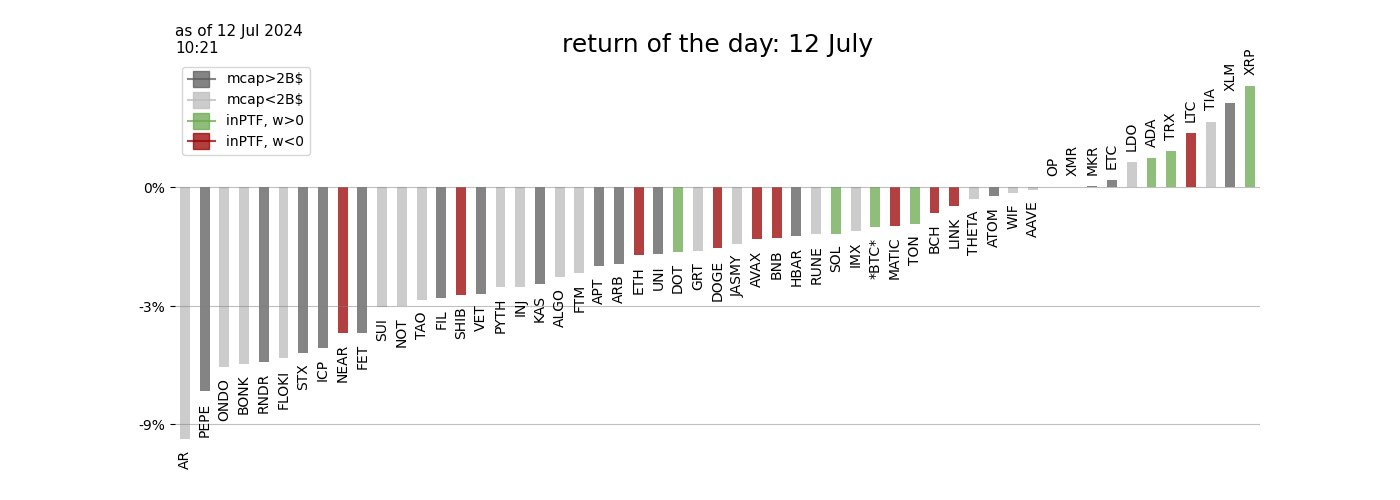 as of 12 Jul 2024
10:21
return of the day: 12 July
mcap>2B$
mcap<2B$
inPTF, w>0
inPTF, w<0
0%
-3%
-9%
AR
PEPE
ONDO
BONK
RNDR
FLOKI
STX
ICP
NEAR
FET
SUI
NOT
TAO
FIL
SHIB
VET
PYTH
INJ
KAS
ALGO
FTM
APT
ARB
ETH
UNI
DOT
GRT
DOGE
JASMY
AVAX
BNB
HBAR
RUNE
SOL
IMX
*BTC*
MATIC
TON
BCH
LINK
THETA
ATOM
WIF
AAVE
OP
XMR
MKR
ETC
LDO
ADA
TRX
LTC
TIA
XLM
XRP